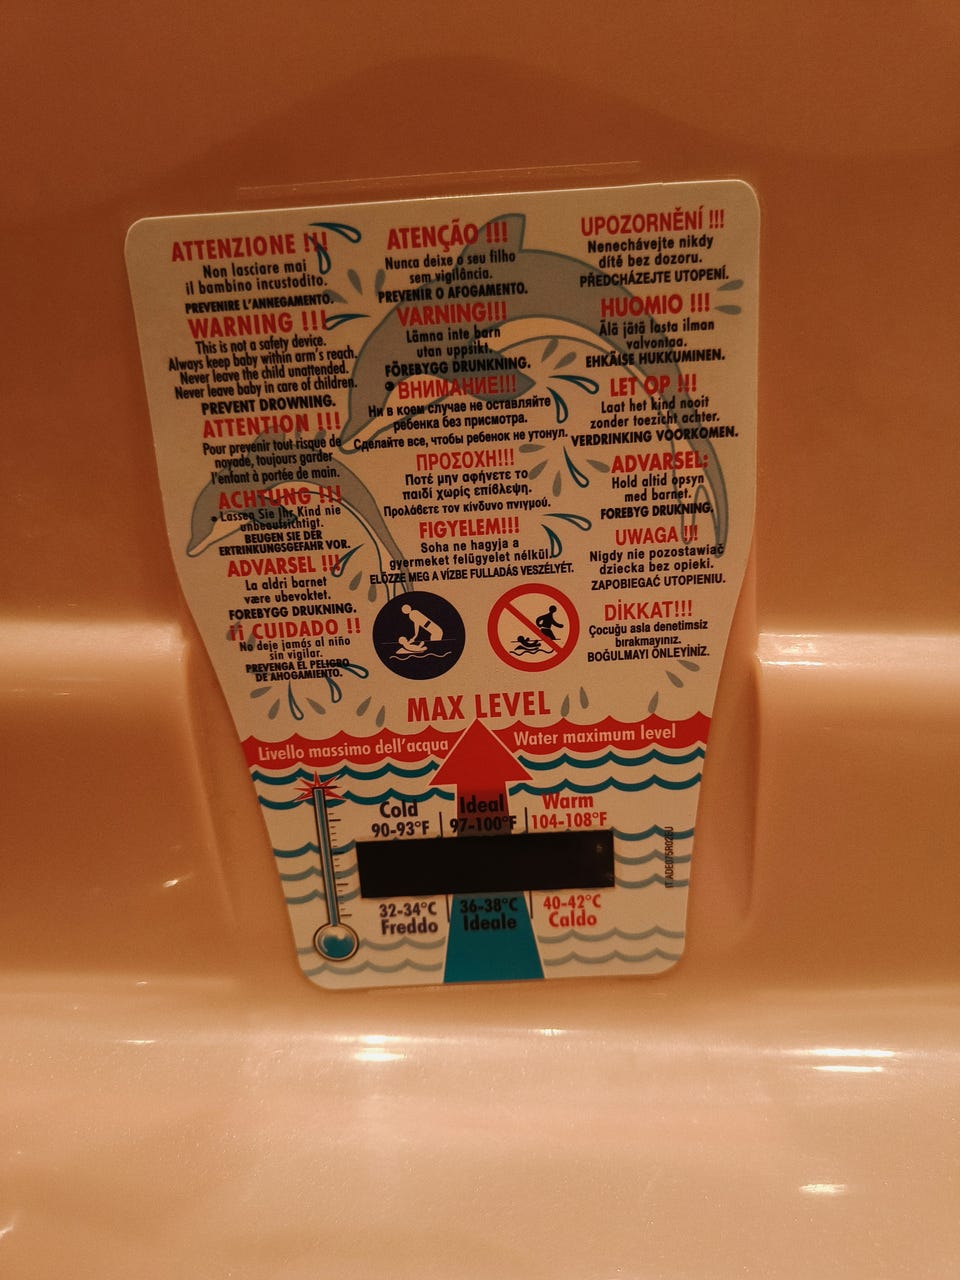 ATTENZIONE !!!
Non lasciare mai
il bambino incustodito.
PREVENIRE L'ANNEGAMENTO.
WARNING !!!
This is not a safety device.
Always keep baby within arm's reach.
Never leave the child unattended.
Never leave baby in care of children.
PREVENT DROWNING.
ATTENTION !!!
Pour prévenir tout risque de
noyade, toujours garder
l'enfant à portée de main.
ACHTUNG !!!
Lassen Sie Ihr Kind nie
unbeaufsichtigt.
BEUGEN SIE DER
ERTRINKUNGSGEFAHR VOR.
ADVARSEL !!!
La aldri barnet
være ubevoktet.
FOREBYGG DRUKNING.
¡¡ CUIDADO !!
No deje jamás al niño
sin vigilar.
PREVENGA EL PELIGRO
DE AHOGAMIENTO.
ATENÇÃO !!!
Nunca deixe o seu filho
sem vigilância.
PREVENIR O AFOGAMENTO.
VARNING!!!
Lämna inte barn
utan uppsikt.
FÖREBYGG DRUNKNING.
ВНИМАНИЕ!!!
Ни в коем случае не оставляйте
ребенка без присмотра.
Сделайте все, чтобы ребенок не утонул.
ΠΡΟΣΟΧΗ!!!
Ποτέ μην αφήνετε το
παιδί χωρίς επίβλεψη.
Προλάβετε τον κίνδυνο πνιγμού.
FIGYELEM!!!
Soha ne hagyja a
gyermeket felügyelet nélkül.
ELŐZZE MEG A VÍZBE FULLADÁS VESZÉLYÉT.
UPOZORNĚNÍ !!!
Nenechávejte nikdy
dítě bez dozoru.
PŘEDCHÁZEJTE UTOPENÍ.
HUOMIO !!!
Älä jätä lasta ilman
valvontaa.
EHKÄISE HUKKUMINEN.
LET OP !!!
Laat het kind nooit
zonder toezicht achter.
VERDRINKING VOORKOMEN.
ADVARSEL:
Hold altid opsyn
med barnet.
FOREBYG DRUKNING.
UWAGA !!!
Nigdy nie pozostawiać
dziecka bez opieki.
ZAPOBIEGAĆ UTOPIENIU.
DİKKAT!!!
Çocuğu asla denetimsiz
bırakmayınız.
BOĞULMAYI ÖNLEYİNİZ.
MAX LEVEL
Livello massimo dell'acqua
Water maximum level
Cold Ideal Warm
90-93°F 97-100°F 104-108°F
32-34°C 36-38°C 40-42°C
Freddo Ideale Caldo